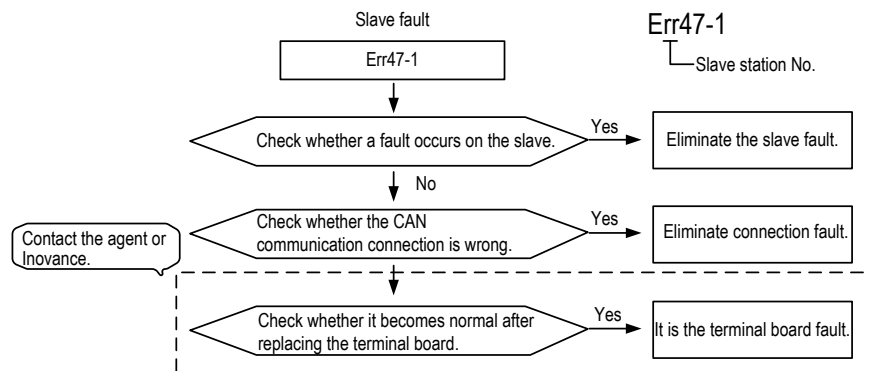 Slave fault
Err47-1
Err47-1
Slave station No.
Check whether a fault occurs on the slave.
Yes
Eliminate the slave fault.
No
Check whether the CAN
communication connection is wrong.
Yes
Eliminate connection fault.
Contact the agent or
Inovance.
Check whether it becomes normal after
replacing the terminal board.
Yes
It is the terminal board fault.